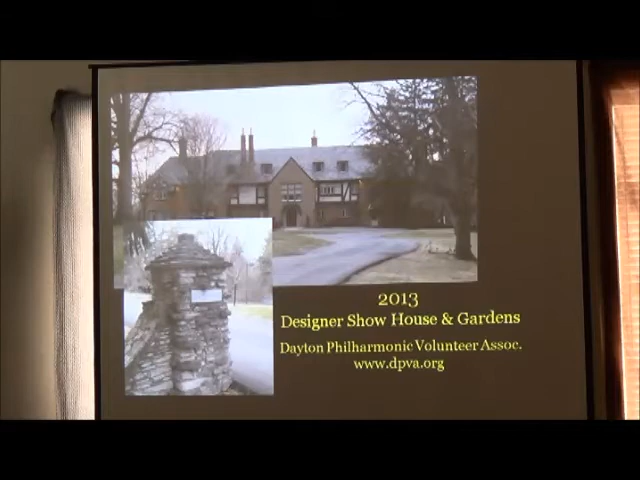 2013
Designer Show House & Gardens
Dayton Philharmonic Volunteer Assoc.
www.dpva.org